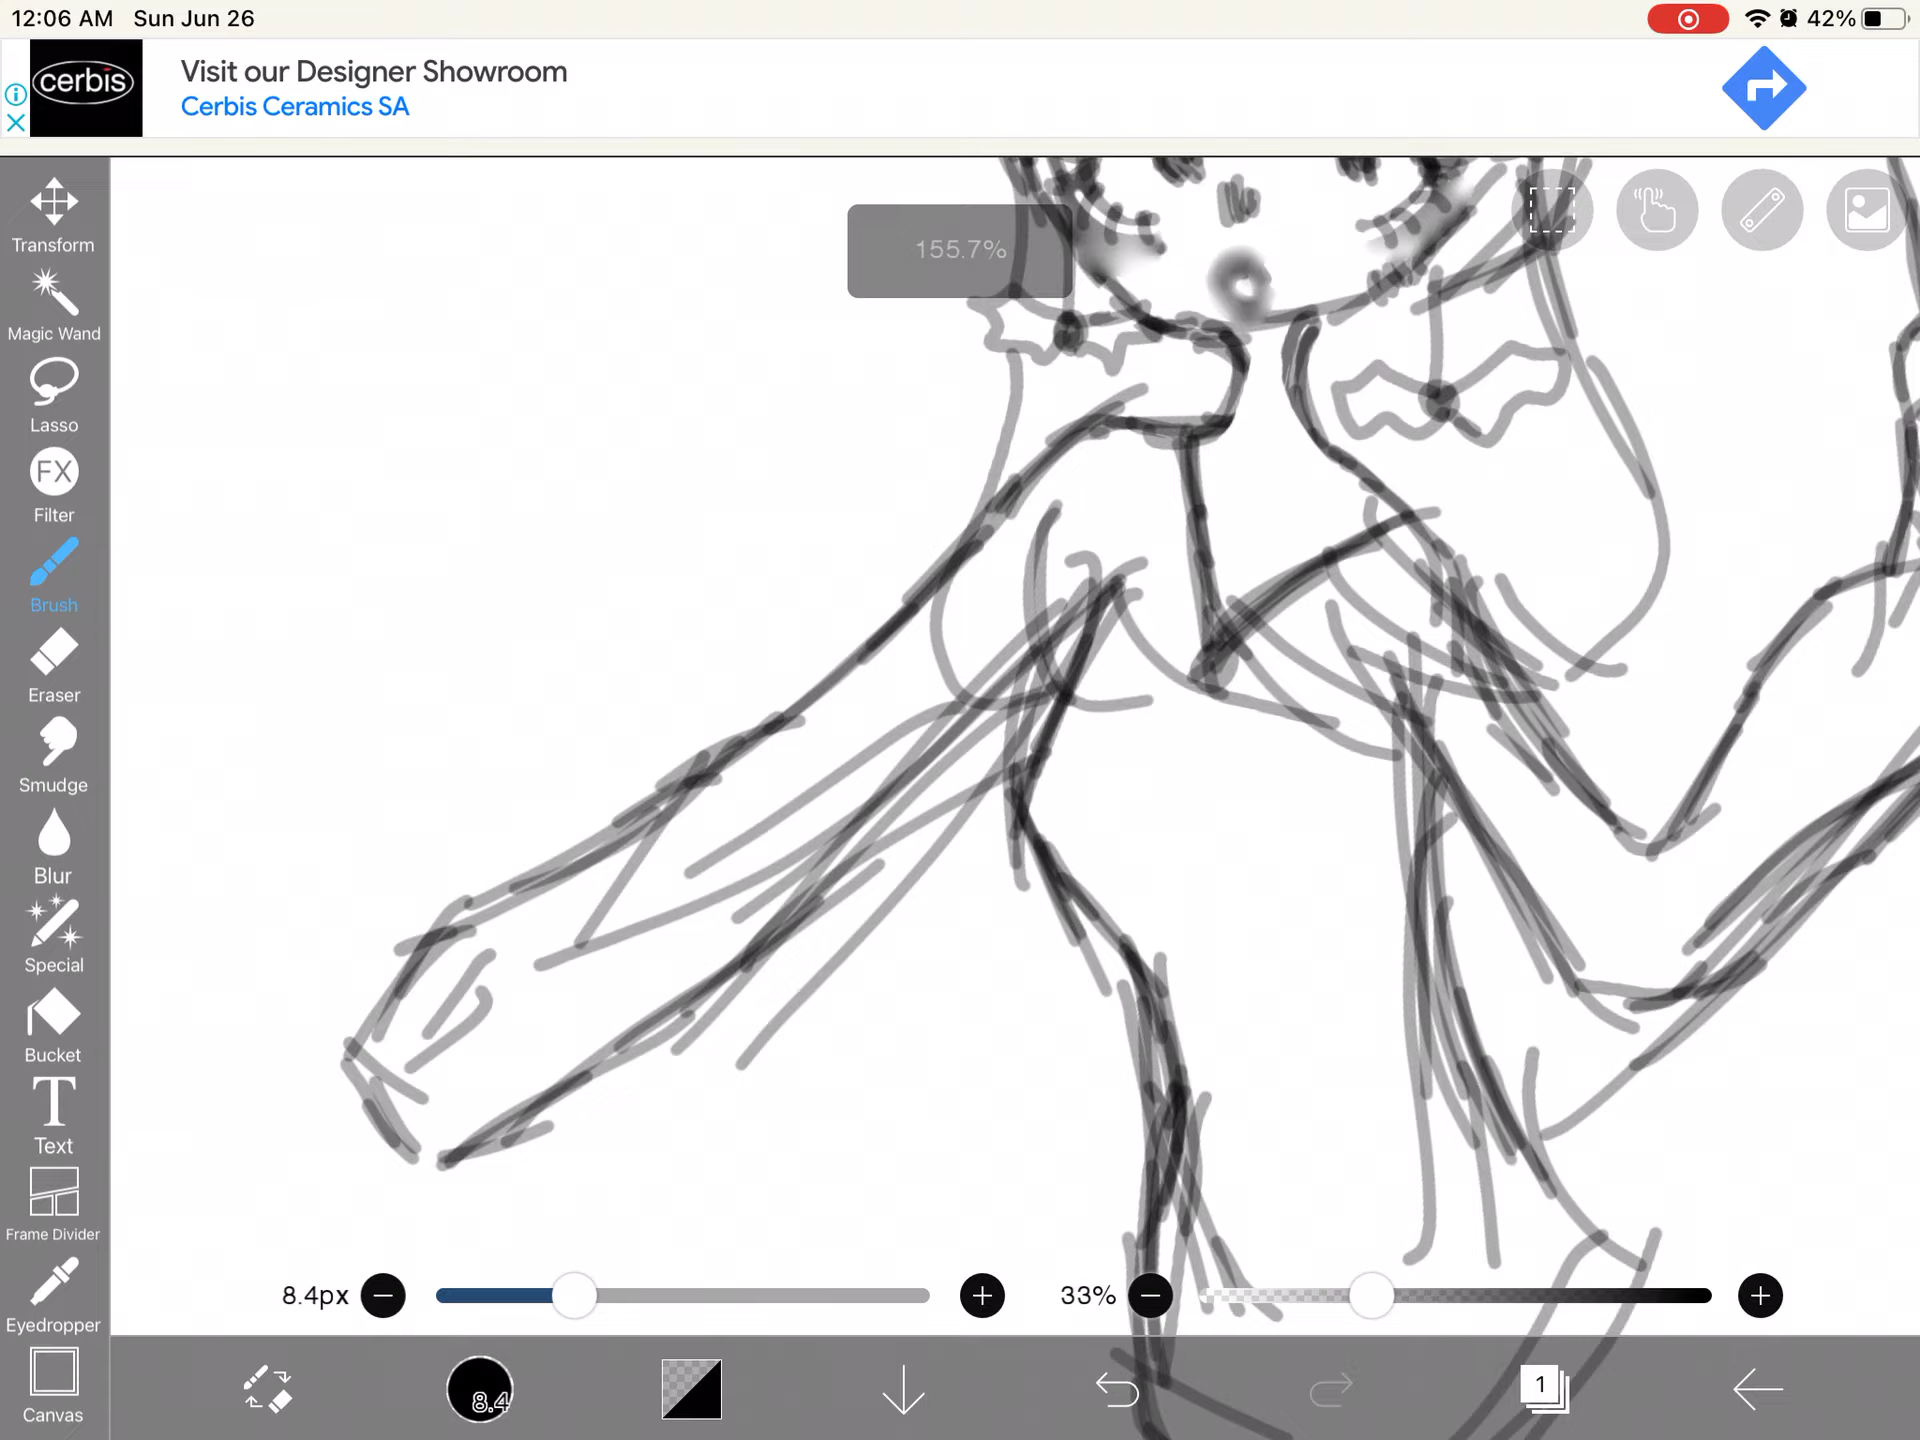 12:06 AM Sun Jun 26
42%
cerbis
Visit our Designer Showroom
Cerbis Ceramics SA
155.7%
Transform
Magic Wand
Lasso
FX
Filter
Brush
Eraser
Smudge
Blur
Special
Bucket
T
Text
Frame Divider
Eyedropper
Canvas
8.4px
33%
8.4
1